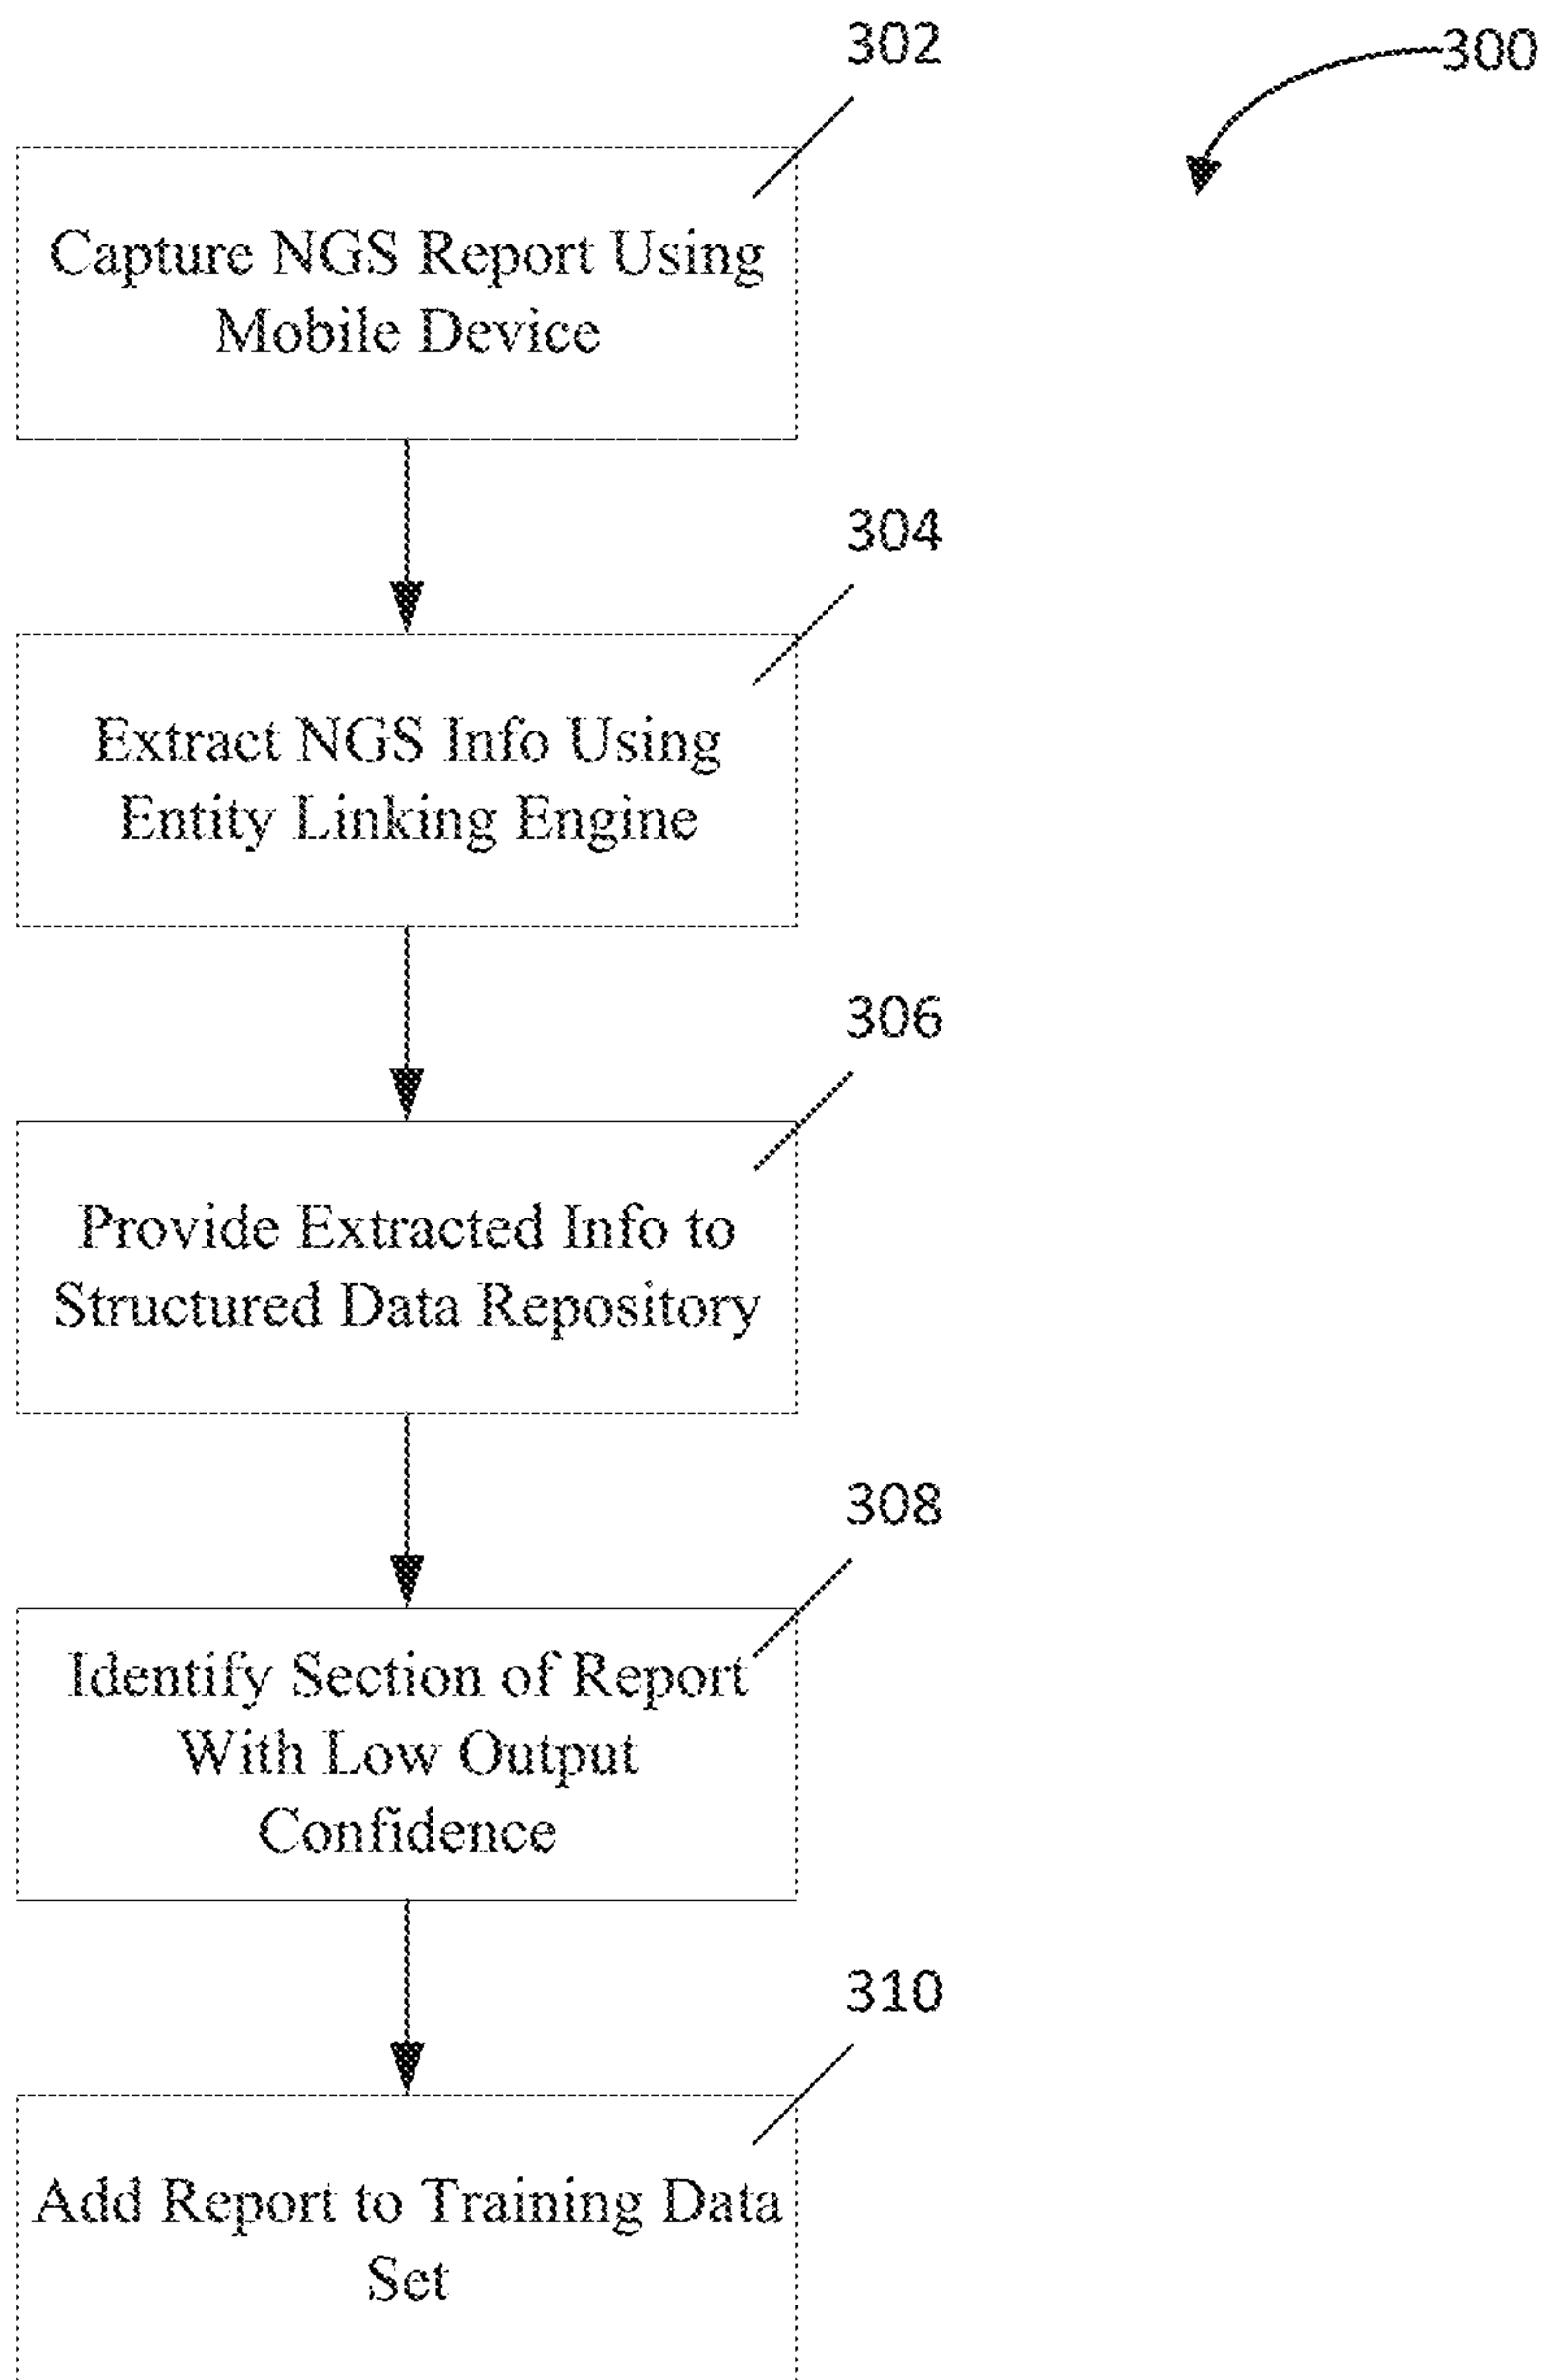 302
300
Capture NGS Report Using
Mobile Device
304
Extract NGS Info Using
Entity Linking Engine
306
Provide Extracted Info to
Structured Data Repository
308
Identify Section of Report
With Low Output
Confidence
310
Add Report to Training Data
Set